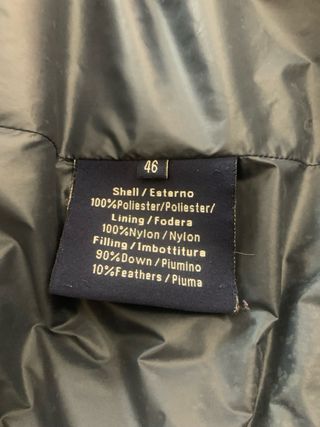 46
Shell / Esterno
100%Poliester/Poliester/
Lining / Fodera
100%Nylon / Nylon
Filling / Imbottitura
90%Down / Piumino
10%Feathers / Piuma